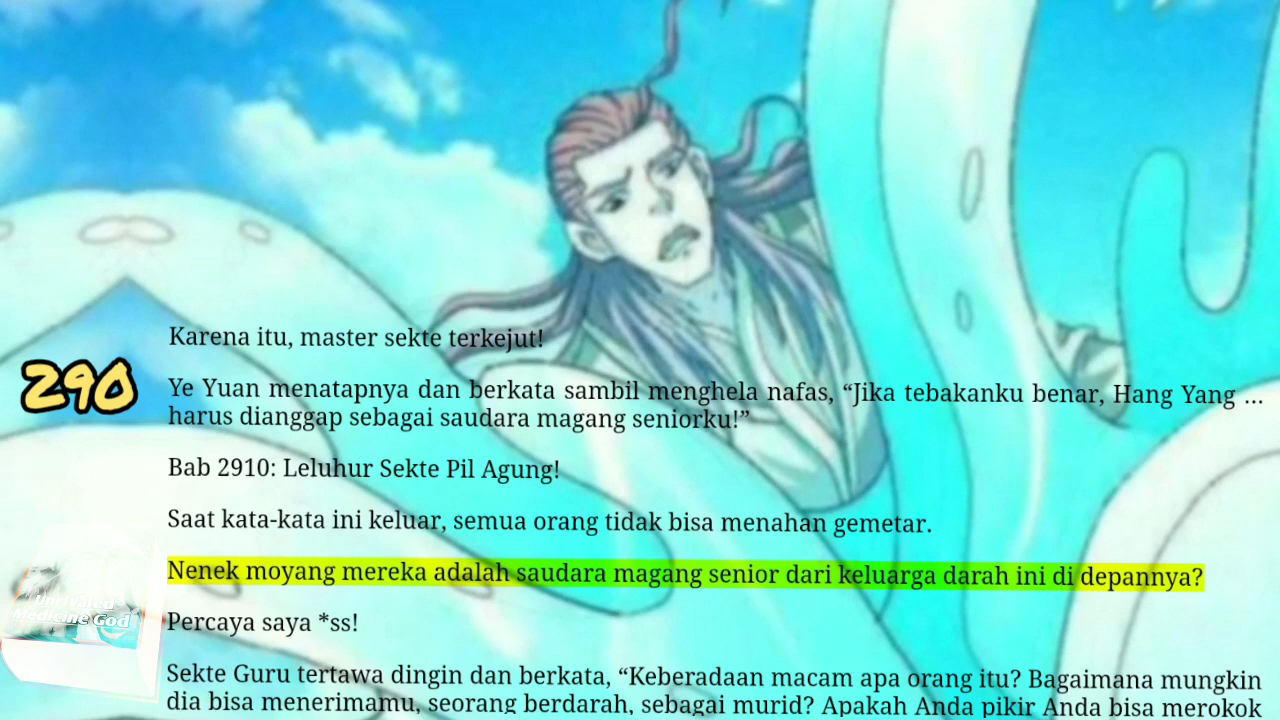 Karena itu, master sekte terkejut!
290
Ye Yuan menatapnya dan berkata sambil menghela nafas, “Jika tebakanku benar, Hang Yang ...
harus dianggap sebagai saudara magang seniorku!”
Bab 2910: Leluhur Sekte Pil Agung!
Saat kata-kata ini keluar, semua orang tidak bisa menahan gemetar.
Nenek moyang mereka adalah saudara magang senior dari keluarga darah ini di depannya?
Unrivaled
Medicine God
Percaya saya *ss!
Sekte Guru tertawa dingin dan berkata, “Keberadaan macam apa orang itu? Bagaimana mungkin
dia bisa menerimamu, seorang berdarah, sebagai murid? Apakah Anda pikir Anda bisa merokok